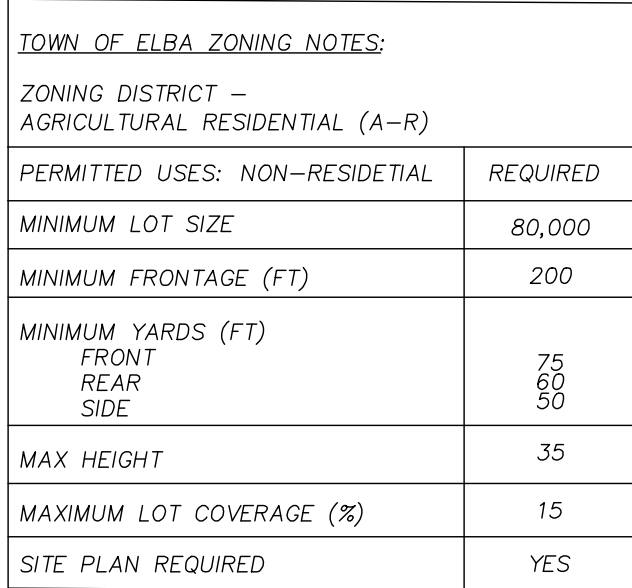 TOWN OF ELBA ZONING NOTES:
ZONING DISTRICT –
AGRICULTURAL RESIDENTIAL (A–R)
PERMITTED USES: NON–RESIDETIAL REQUIRED
MINIMUM LOT SIZE 80,000
MINIMUM FRONTAGE (FT) 200
MINIMUM YARDS (FT)
FRONT 75
REAR 60
SIDE 50
MAX HEIGHT 35
MAXIMUM LOT COVERAGE (%) 15
SITE PLAN REQUIRED YES